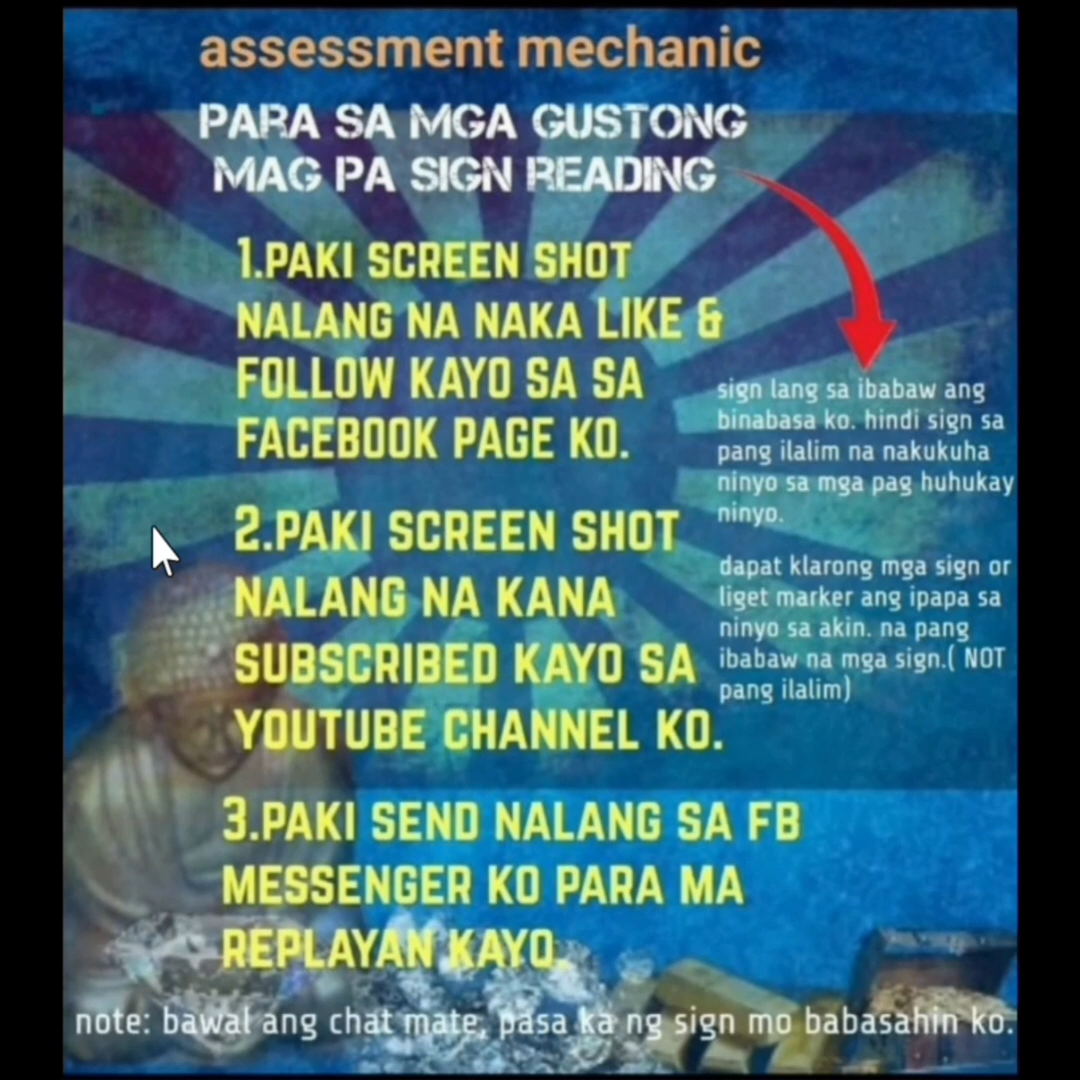 assessment mechanic
PARA SA MGA GUSTONG
MAG PA SIGN READING
1.PAKI SCREEN SHOT
NALANG NA NAKA LIKE &
FOLLOW KAYO SA SA
FACEBOOK PAGE KO.
2.PAKI SCREEN SHOT
NALANG NA KANA
SUBSCRIBED KAYO SA
YOUTUBE CHANNEL KO.
3.PAKI SEND NALANG SA FB
MESSENGER KO PARA MA
REPLAYAN KAYO.
sign lang sa ibabaw ang
binabasa ko. hindi sign sa
pang ilalim na nakukuha
ninyo sa mga pag huhukay
ninyo.
dapat klarong mga sign or
liget marker ang ipapa sa
ninyo sa akin. na pang
ibabaw na mga sign.( NOT
pang ilalim)
note: bawal ang chat mate, pasa ka ng sign mo babasahin ko.